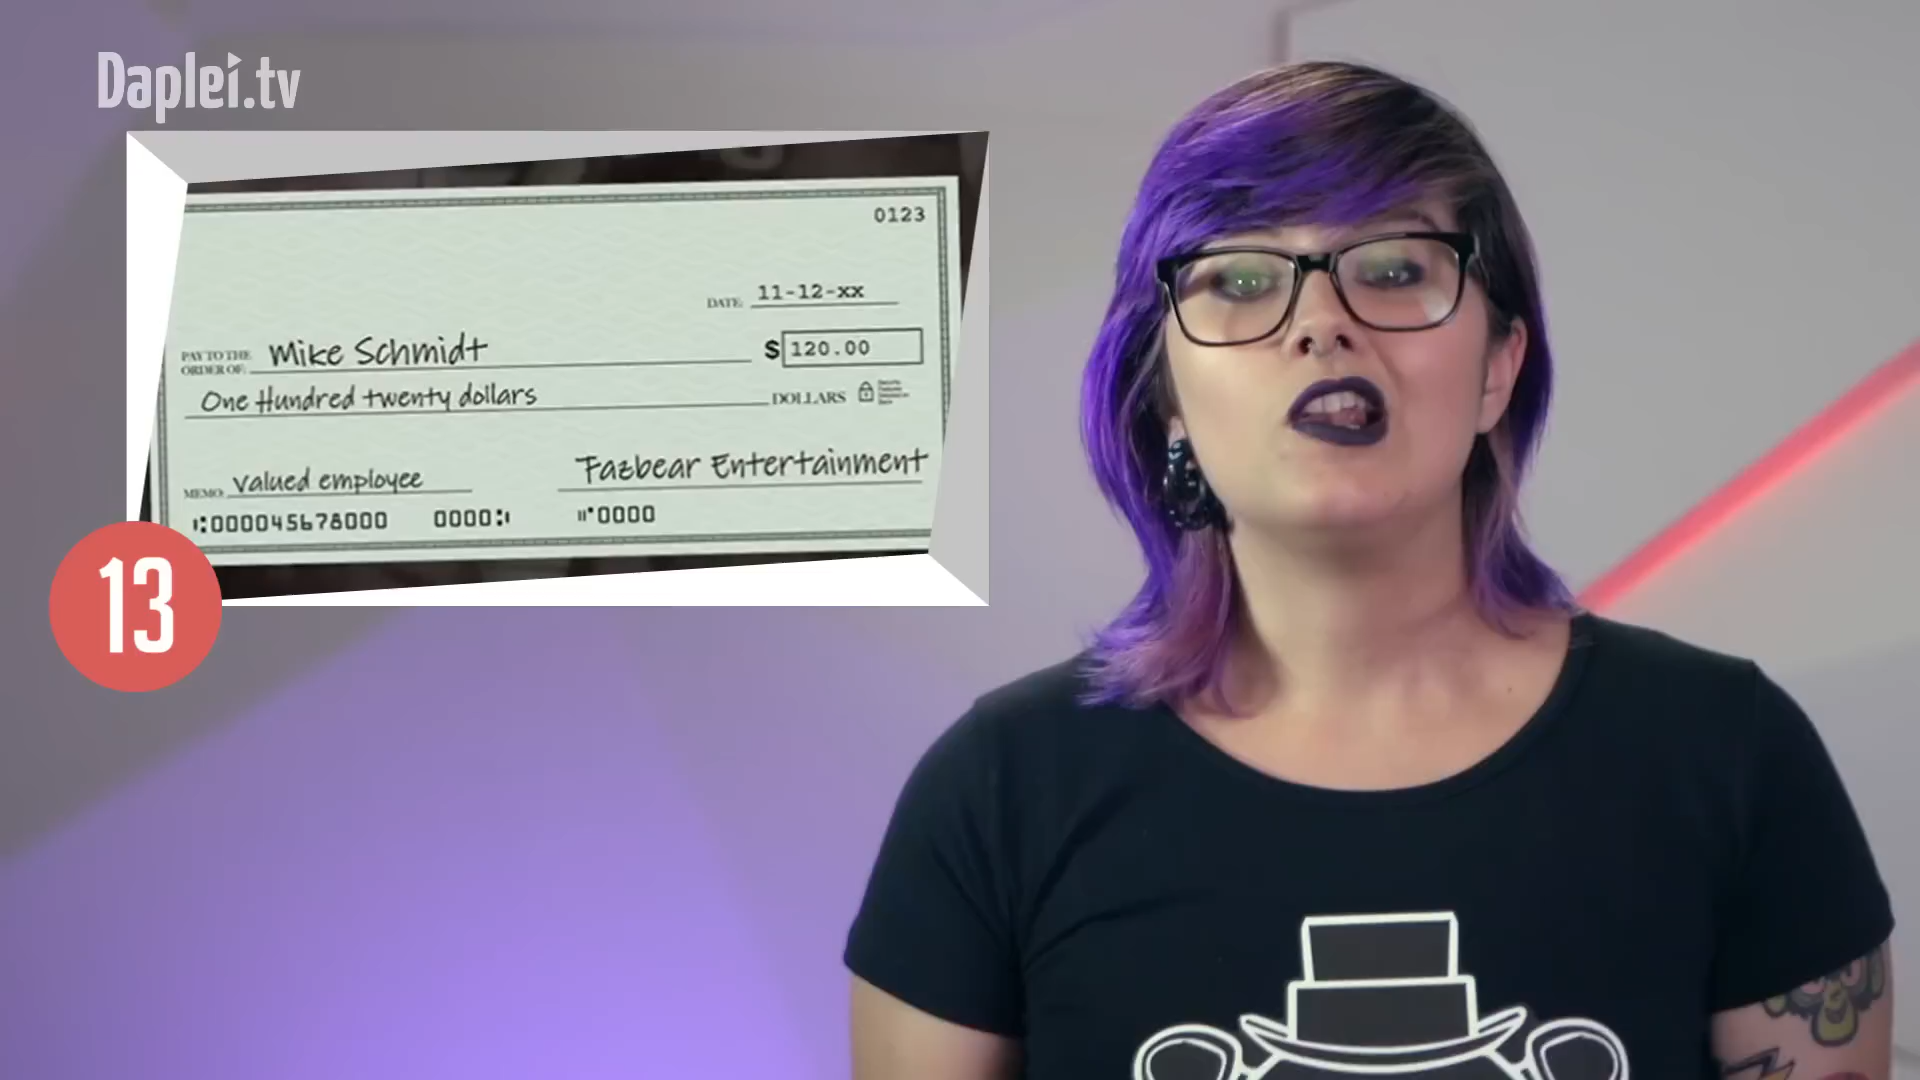 Daplei.tv
0123
DATE: 11-12-xx
PAY TO THE
ORDER OF: Mike Schmidt $ 120.00
One Hundred twenty dollars DOLLARS
MEMO: valued employee Fazbear Entertainment
⑆000045678000 0000⑆ ⑈0000
13